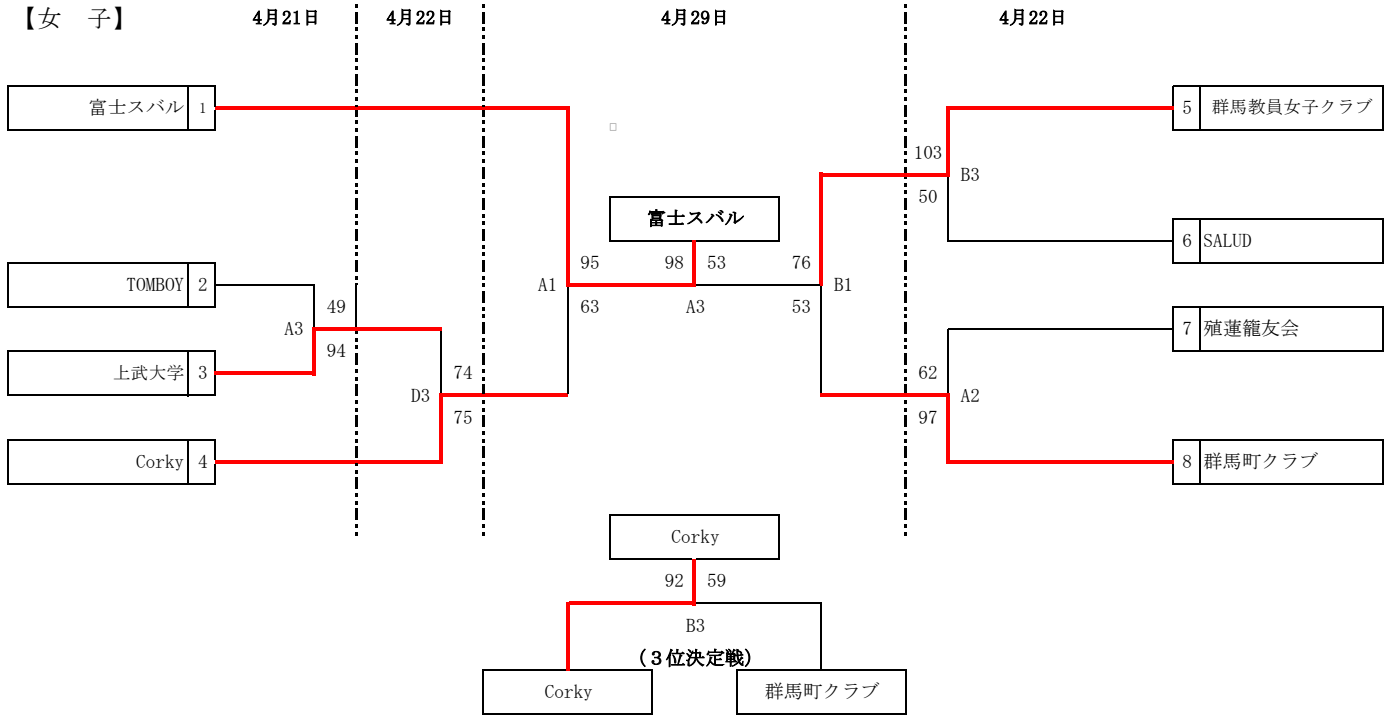 【女　子】
4月21日 4月22日 4月29日 4月22日
富士スバル 1
5 群馬教員女子クラブ
103
B3
50
富士スバル
6 SALUD
95 98 53 76
TOMBOY 2
A1 B1
49 63 A3 53
A3
7 殖蓮籠友会
94
上武大学 3
74 62
D3 A2
75 97
Corky 4
8 群馬町クラブ
Corky
92 59
B3
(３位決定戦)
Corky 群馬町クラブ